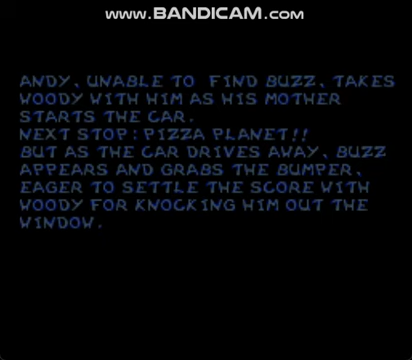 www.BANDICAM.com
ANDY, UNABLE TO FIND BUZZ, TAKES
WOODY WITH HIM AS HIS MOTHER
STARTS THE CAR.
NEXT STOP: PIZZA PLANET!!
BUT AS THE CAR DRIVES AWAY, BUZZ
APPEARS AND GRABS THE BUMPER,
EAGER TO SETTLE THE SCORE WITH
WOODY FOR KNOCKING HIM OUT THE
WINDOW.